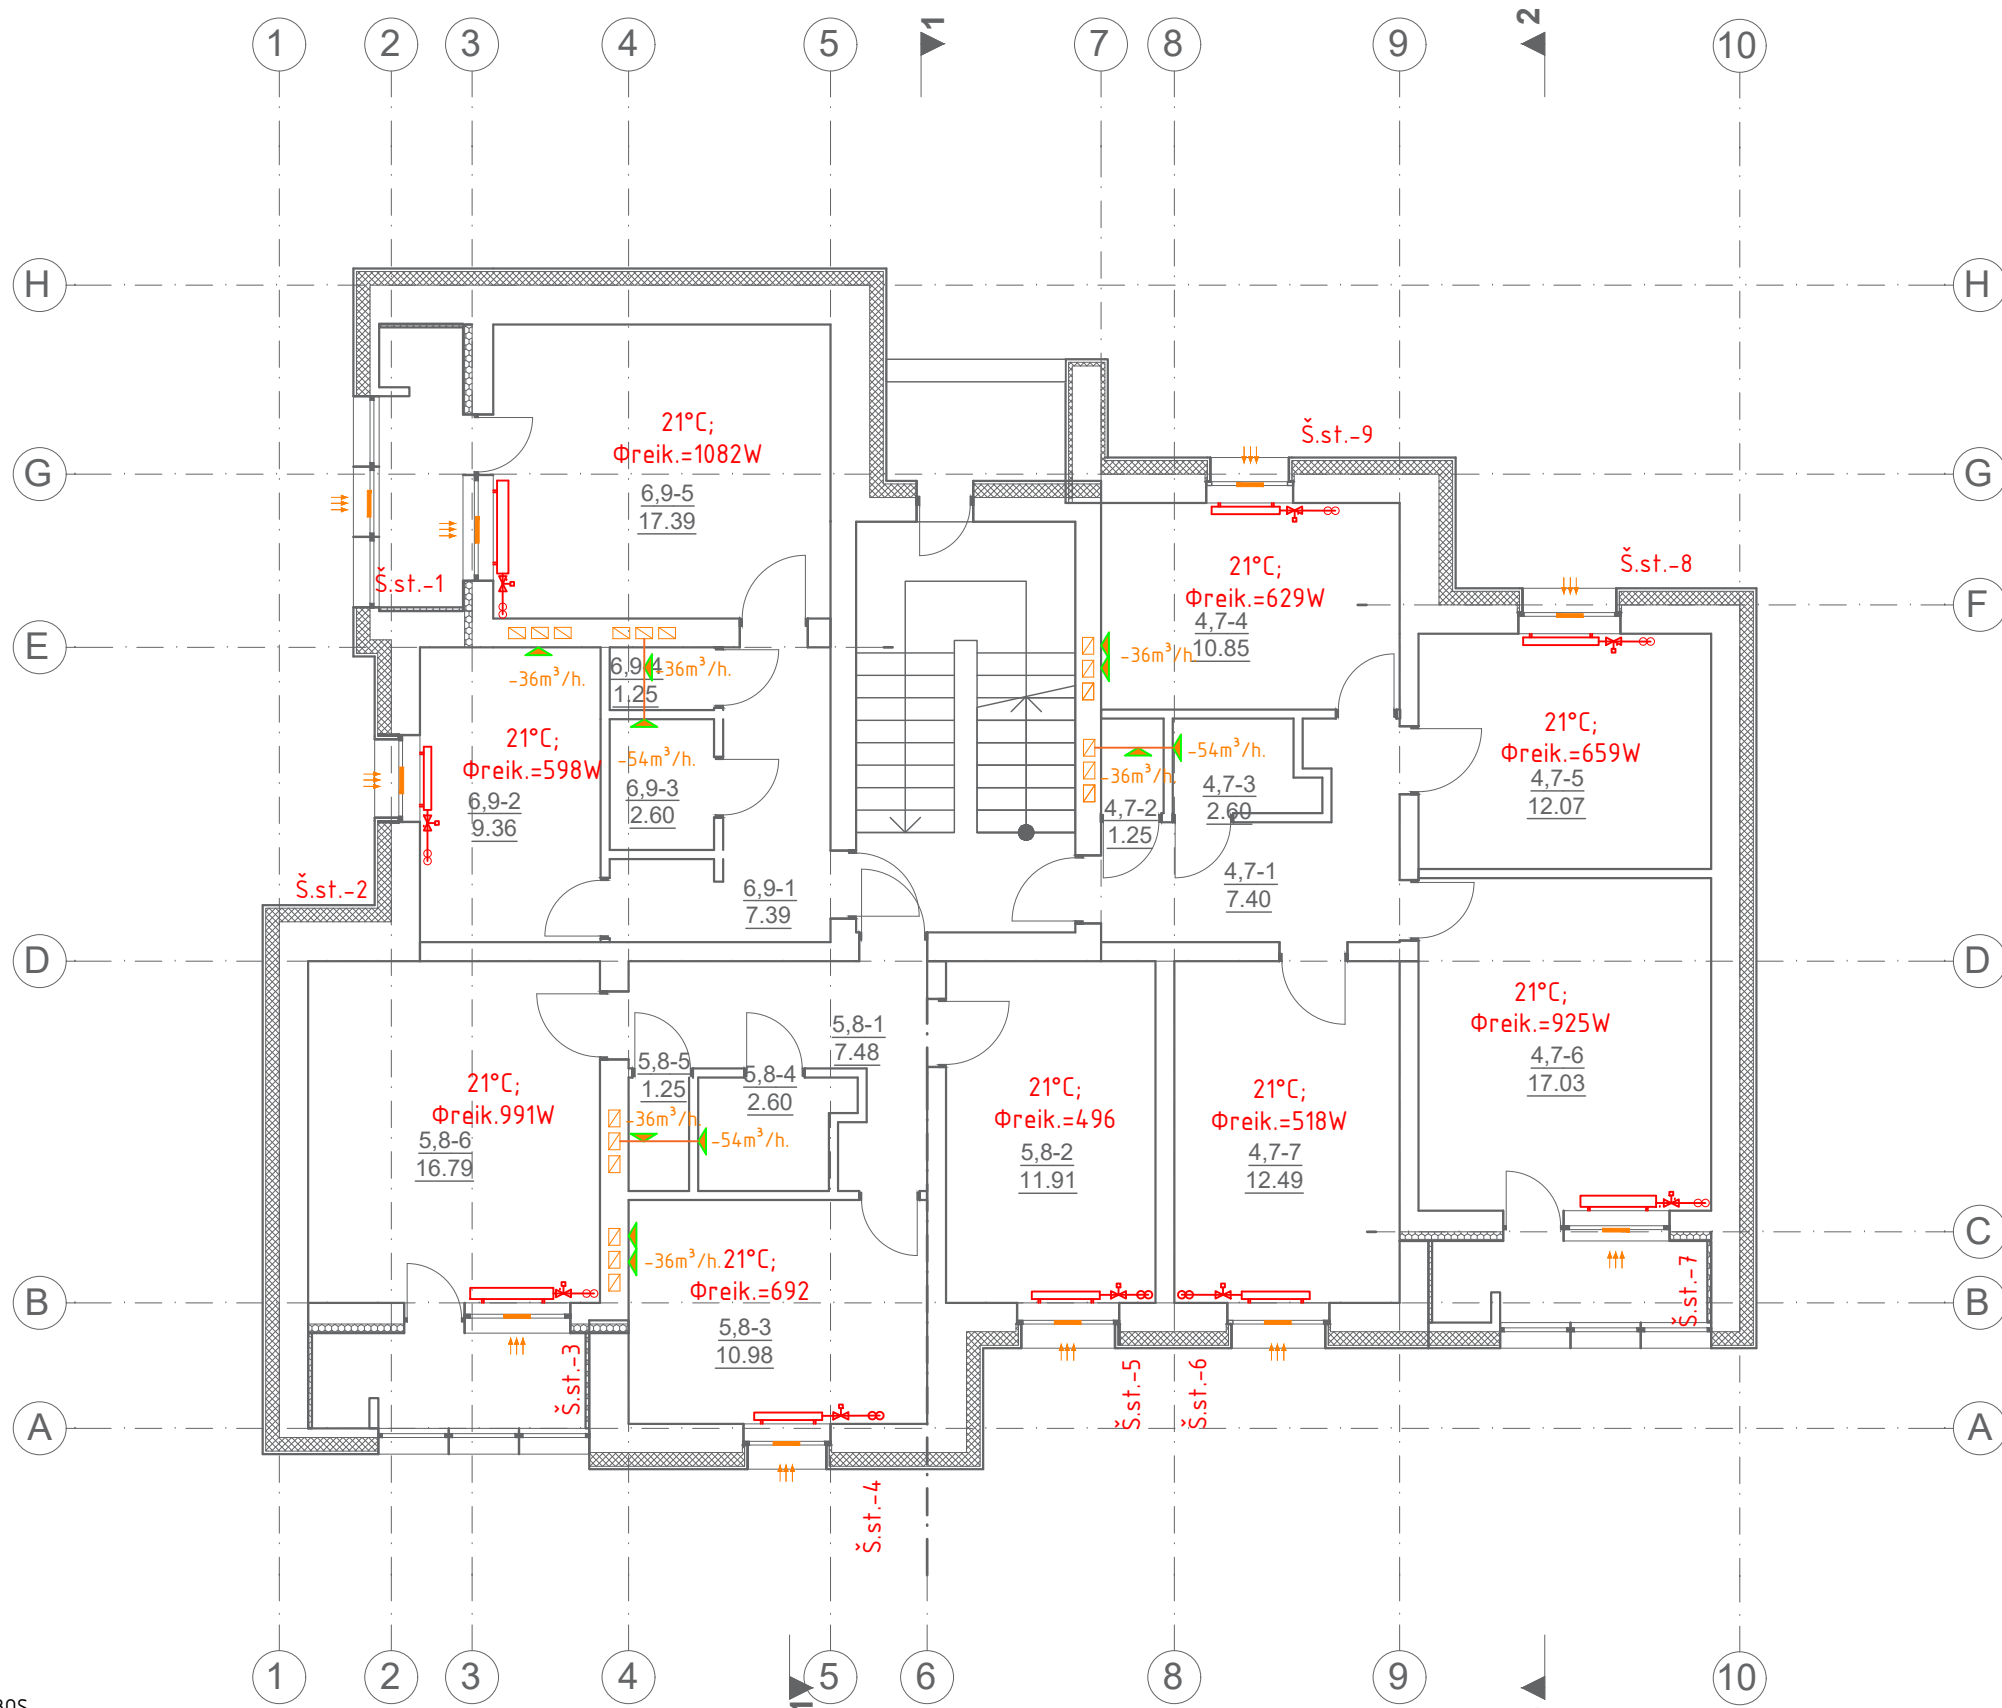 1
2
3
4
5
1
7
8
9
2
10
H
H
21°C;
Φreik.=1082W
6,9-5
17.39
G
G
Š.st.-9
Š.st.-1
21°C;
Φreik.=629W
4,7-4
10.85
Š.st.-8
F
E
6,9-4
1.25
-36m³/h.
-36m³/h.
-36m³/h.
21°C;
Φreik.=598W
6,9-2
9.36
-54m³/h.
6,9-3
2.60
-54m³/h.
-36m³/h.
4,7-3
2.60
4,7-2
1.25
21°C;
Φreik.=659W
4,7-5
12.07
Š.st.-2
6,9-1
7.39
4,7-1
7.40
D
D
5,8-1
7.48
21°C;
Φreik.=925W
4,7-6
17.03
5,8-5
1.25
5,8-4
2.60
21°C;
Φreik.991W
5,8-6
16.79
-36m³/h.
-54m³/h.
21°C;
Φreik.=496
5,8-2
11.91
21°C;
Φreik.=518W
4,7-7
12.49
C
-36m³/h.
21°C;
Φreik.=692
5,8-3
10.98
Š.st.-7
B
B
Š.st.-3
Š.st.-5
Š.st.-6
A
A
Š.st.-4
1
2
3
4
1
5
6
8
9
10